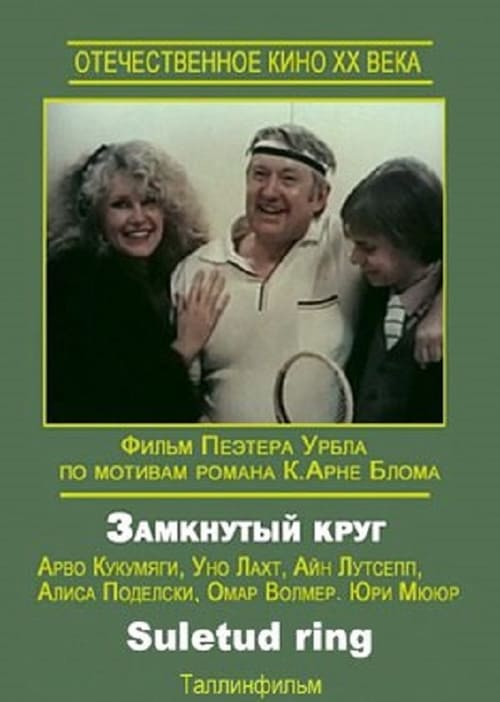 ОТЕЧЕСТВЕННОЕ КИНО ХХ ВЕКА
ФИЛЬМ ПЕЭТЕРА УРБЛА
ПО МОТИВАМ РОМАНА К.АРНЕ БЛОМА
ЗАМКНУТЫЙ КРУГ
АРВО КУКУМЯГИ, УНО ЛАХТ, АЙН ЛУТСЕПП,
АЛИСА ПОДЕЛСКИ, ОМАР ВОЛМЕР. ЮРИ МЮЮР
Suletud ring
ТАЛЛИНФИЛЬМ